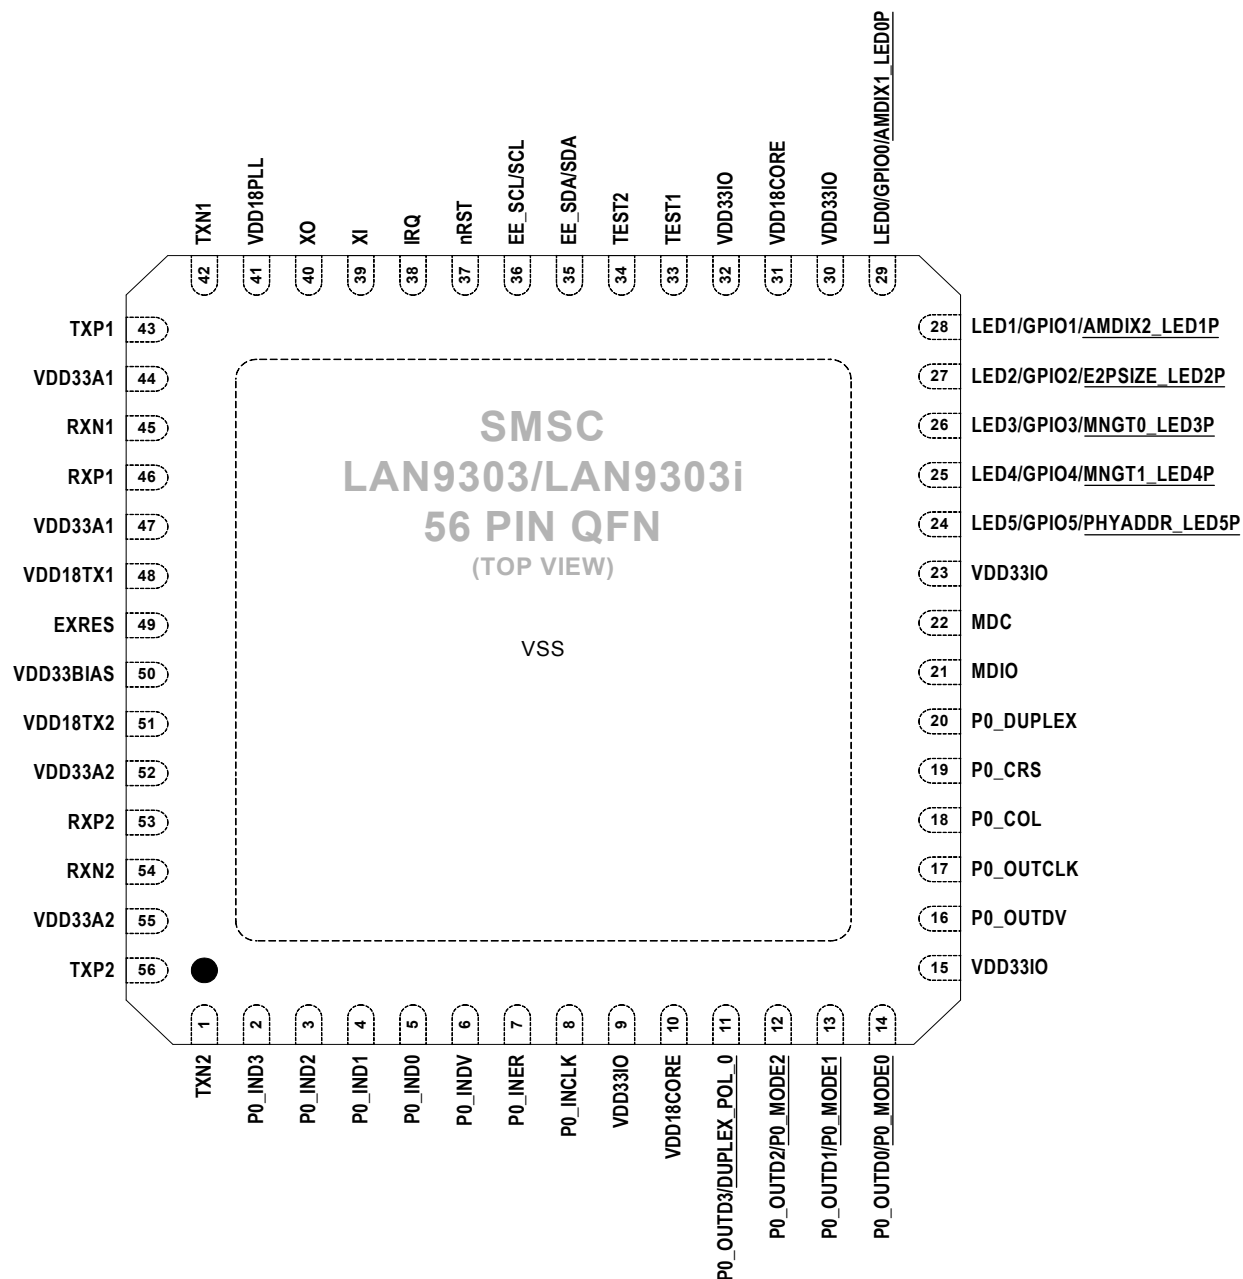 LED0/GPIO0/AMDIX1_LED0P
TXN1
VDD18PLL
XO
XI
IRQ
nRST
EE_SCL/SCL
EE_SDA/SDA
TEST2
TEST1
VDD33IO
VDD18CORE
VDD33IO
42
41
40
39
38
37
36
35
34
33
32
31
30
29
TXP1 43
VDD33A1 44
RXN1 45
RXP1 46
VDD33A1 47
VDD18TX1 48
EXRES 49
VDD33BIAS 50
VDD18TX2 51
VDD33A2 52
RXP2 53
RXN2 54
VDD33A2 55
TXP2 56
SMSC
LAN9303/LAN9303i
56 PIN QFN
(TOP VIEW)
VSS
28 LED1/GPIO1/AMDIX2_LED1P
27 LED2/GPIO2/E2PSIZE_LED2P
26 LED3/GPIO3/MNGT0_LED3P
25 LED4/GPIO4/MNGT1_LED4P
24 LED5/GPIO5/PHYADDR_LED5P
23 VDD33IO
22 MDC
21 MDIO
20 P0_DUPLEX
19 P0_CRS
18 P0_COL
17 P0_OUTCLK
16 P0_OUTDV
15 VDD33IO
1
2
3
4
5
6
7
8
9
10
11
12
13
14
TXN2
P0_IND3
P0_IND2
P0_IND1
P0_IND0
P0_INDV
P0_INER
P0_INCLK
VDD33IO
VDD18CORE
P0_OUTD3/DUPLEX_POL_0
P0_OUTD2/P0_MODE2
P0_OUTD1/P0_MODE1
P0_OUTD0/P0_MODE0